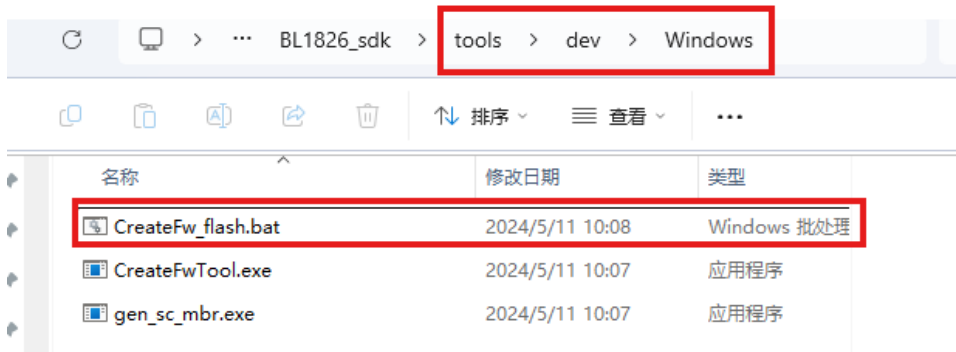 ··· BL1826_sdk > tools > dev > Windows
排序 查看 ···
名称 修改日期 类型
CreateFw_flash.bat 2024/5/11 10:08 Windows 批处理
CreateFwTool.exe 2024/5/11 10:07 应用程序
gen_sc_mbr.exe 2024/5/11 10:07 应用程序